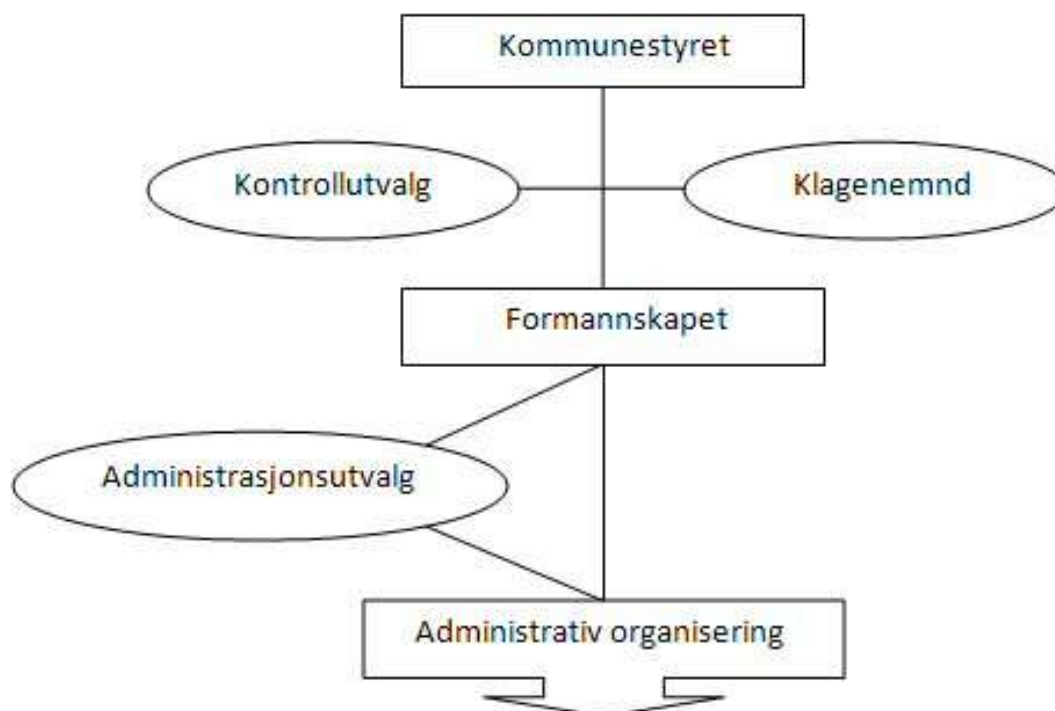 Kommunestyret
Kontrollutvalg
Klagenemnd
Formannskapet
Administrasjonsutvalg
Administrativ organisering